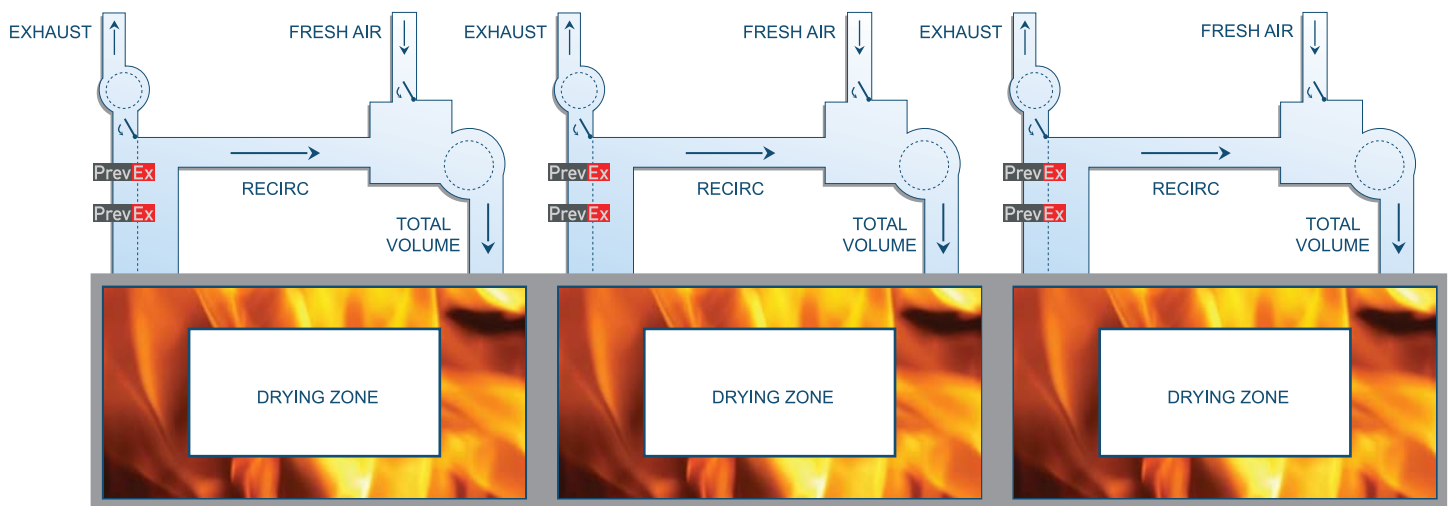 EXHAUST
FRESH AIR
PrevEx
RECIRC
PrevEx
TOTAL
VOLUME
DRYING ZONE
EXHAUST
FRESH AIR
PrevEx
RECIRC
PrevEx
TOTAL
VOLUME
DRYING ZONE
EXHAUST
FRESH AIR
PrevEx
RECIRC
PrevEx
TOTAL
VOLUME
DRYING ZONE